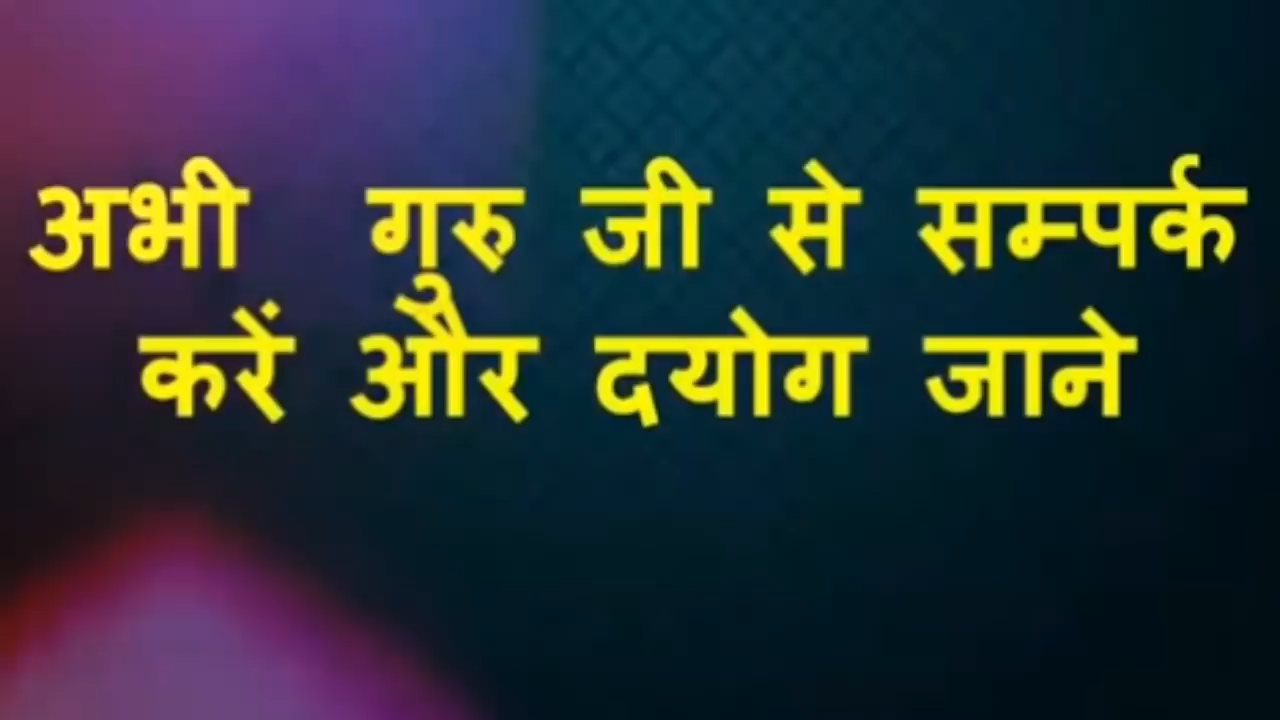 अभी गुरु जी से सम्पर्क
करें और दयोग जाने